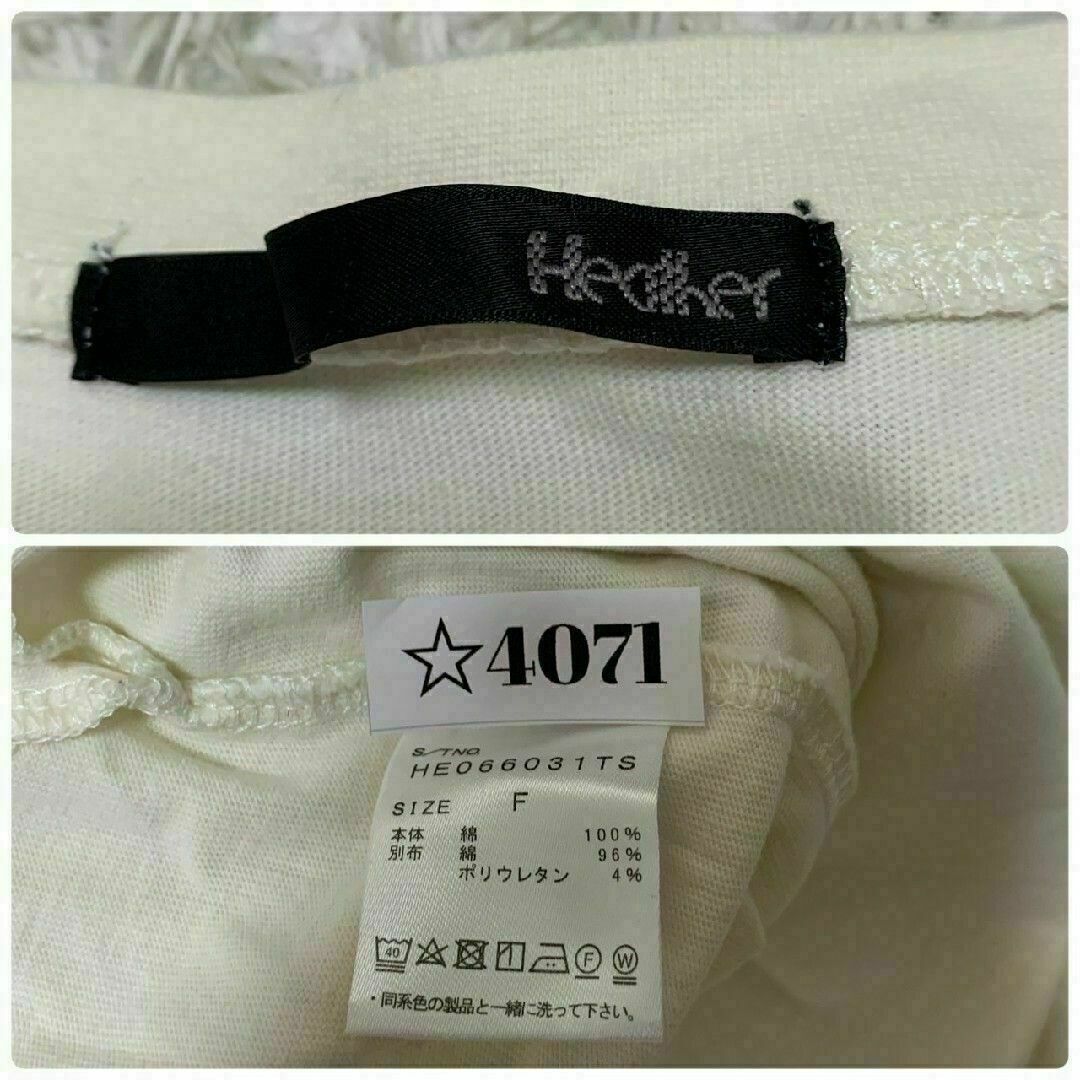 Heather
☆4071
S/TNO.
HE066031TS
SIZE F
本体 綿 100%
別布 綿 96%
ポリウレタン 4%
40 F W
・同系色の製品と一緒に洗って下さい。